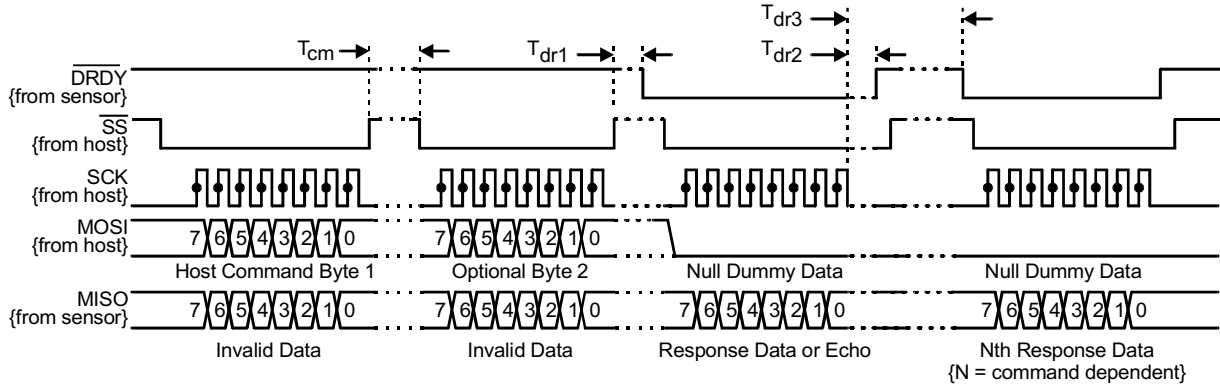 Tdr3
Tcm Tdr1 Tdr2
DRDY
{from sensor}
SS
{from host}
SCK
{from host}
MOSI
{from host}
7 6 5 4 3 2 1 0 7 6 5 4 3 2 1 0
Host Command Byte 1 Optional Byte 2 Null Dummy Data Null Dummy Data
MISO
{from sensor}
7 6 5 4 3 2 1 0 7 6 5 4 3 2 1 0 7 6 5 4 3 2 1 0 7 6 5 4 3 2 1 0
Invalid Data Invalid Data Response Data or Echo Nth Response Data
{N = command dependent}